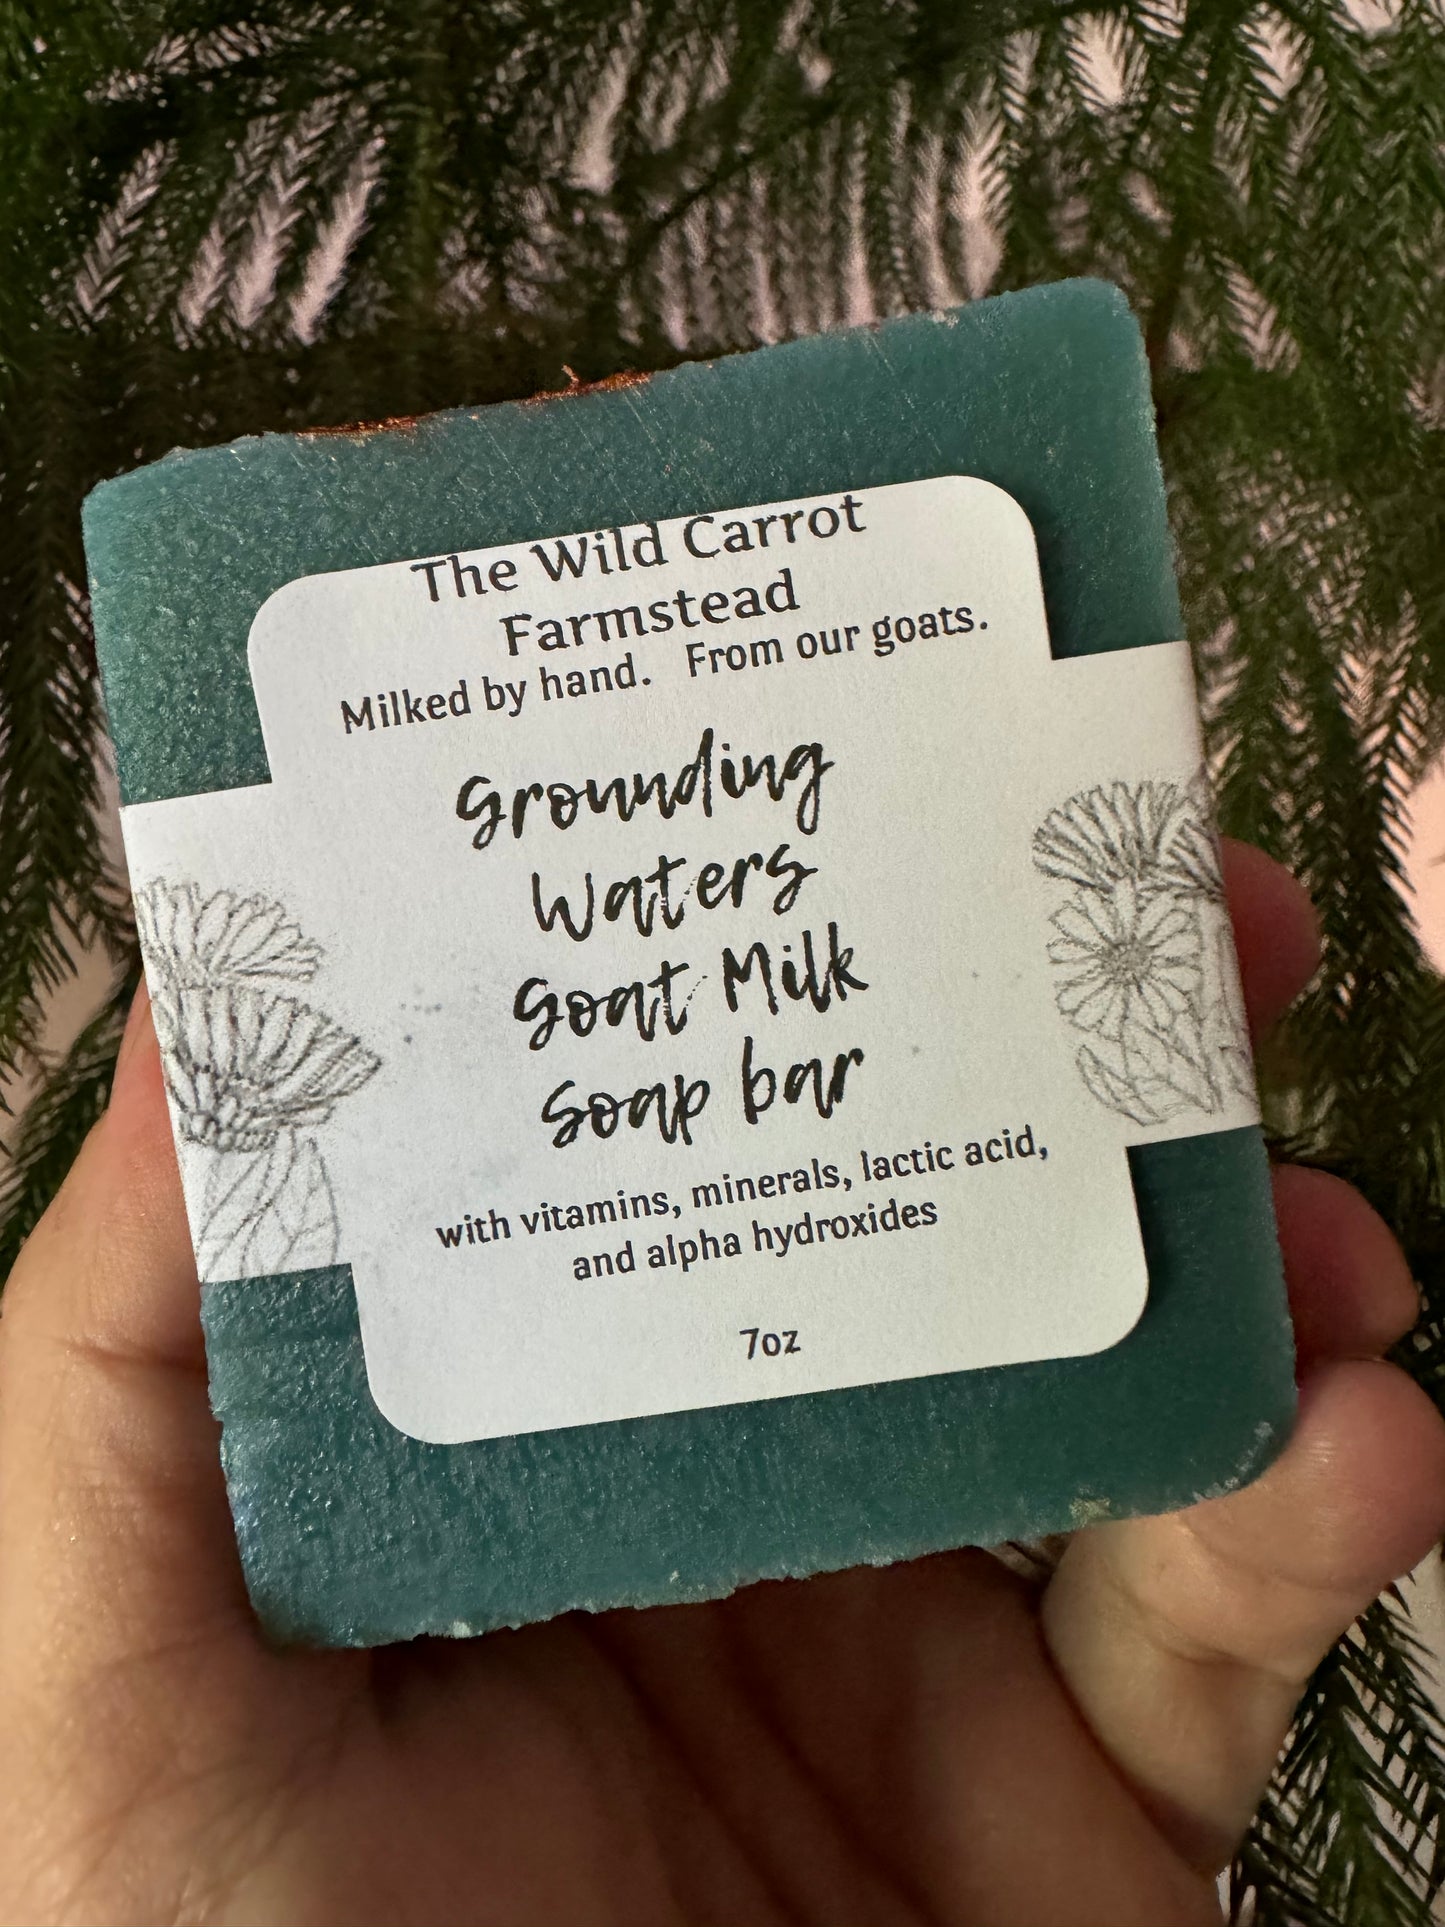 The Wild Carrot
Farmstead
Milked by hand. From our goats.
Grounding
Waters
Goat Milk
Soap bar
with vitamins, minerals, lactic acid,
and alpha hydroxides
7oz